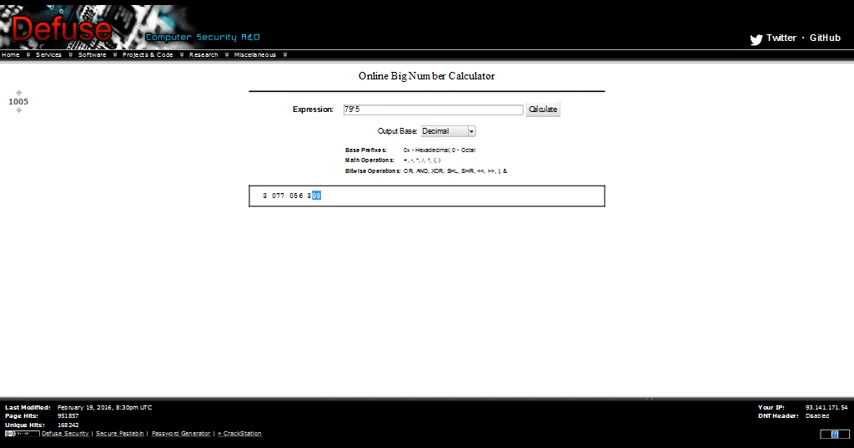 Defuse
Computer Security R&D
Twitter · GitHub
Home Services Software Projects & Code Research Miscellaneous
Online Big Number Calculator
1005
Expression: 79^5 Calculate
Output Base: Decimal
Base Prefixes: 0x - Hexadecimal, 0 - Octal
Math Operations:
Bitwise Operations: OR, AND, XOR, SHL, SHR, <<, >>, |, &
3 077 056 399
Last Modified: February 19, 2016, 8:30pm UTC
Page Hits: 951857
Unique Hits: 168242
Defuse Security | Secure Pastebin | Password Generator | + CrackStation
Your IP: 93.141.171.54
DNT Header: Disabled